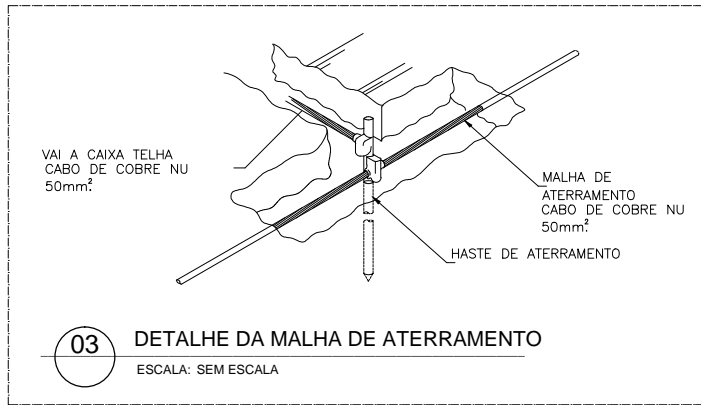 VAI A CAIXA TELHA
CABO DE COBRE NU
50mm².
MALHA DE
ATERRAMENTO
CABO DE COBRE NU
50mm².
HASTE DE ATERRAMENTO
03
DETALHE DA MALHA DE ATERRAMENTO
ESCALA: SEM ESCALA